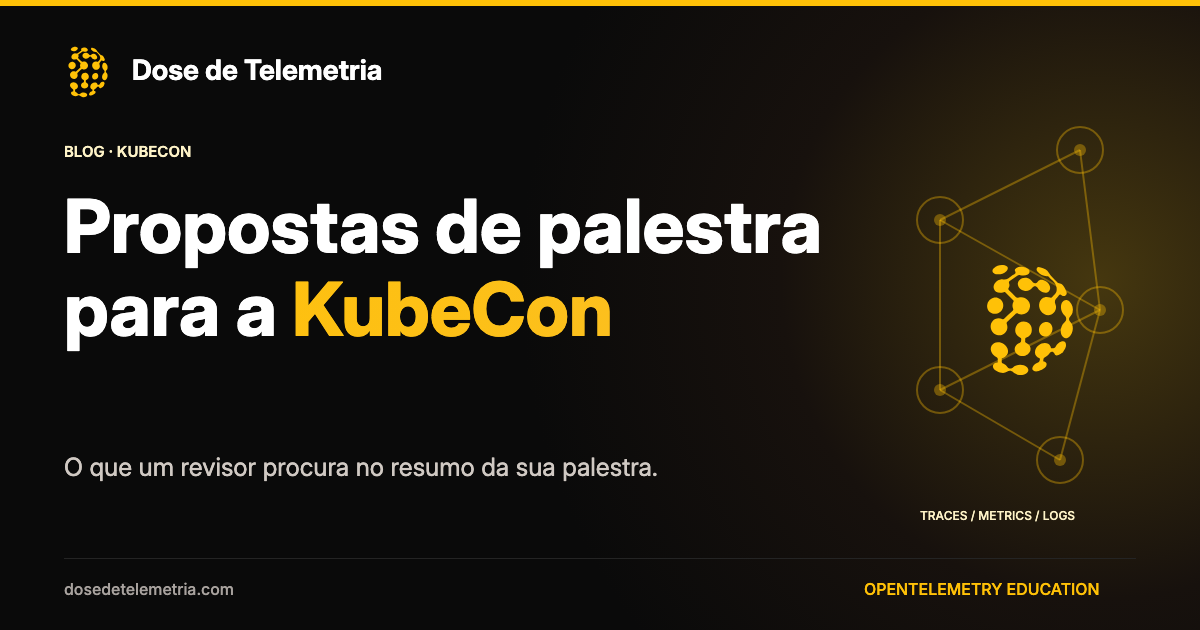 Dose de Telemetria
BLOG · KUBECON
Propostas de palestra
para a KubeCon
O que um revisor procura no resumo da sua palestra.
TRACES / METRICS / LOGS
dosedetelemetria.com
OPENTELEMETRY EDUCATION